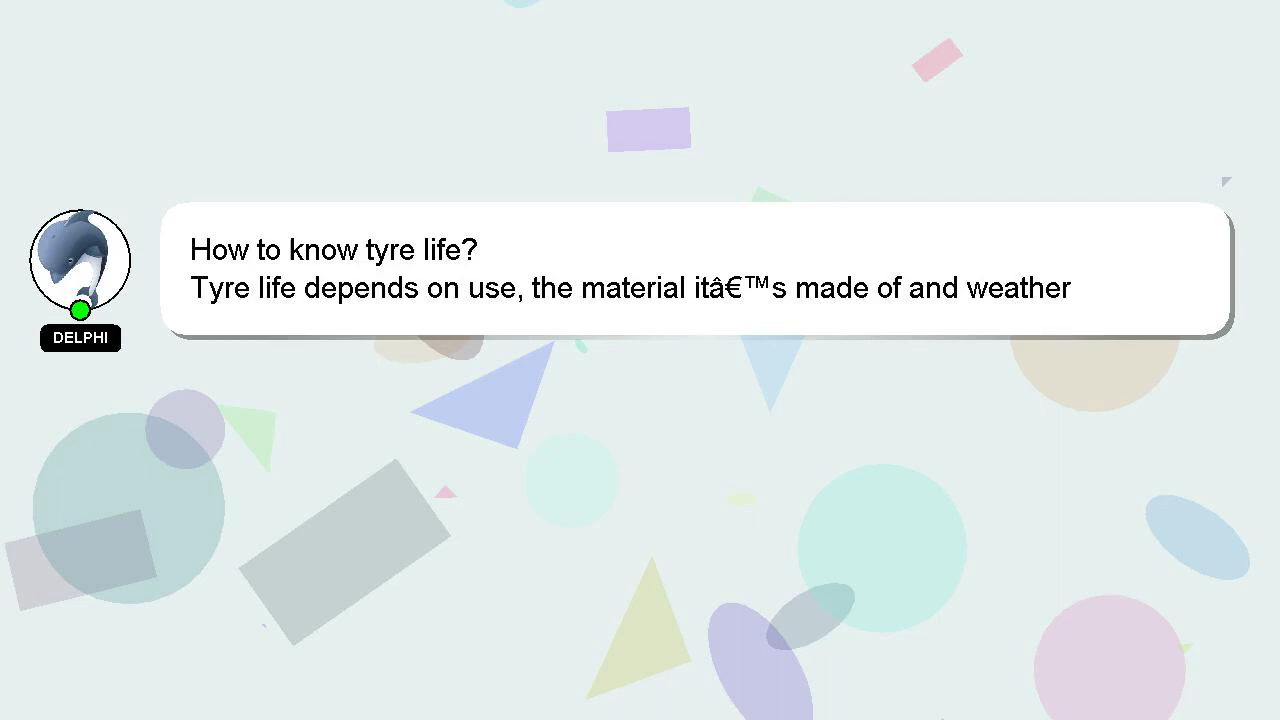 How to know tyre life?
Tyre life depends on use, the material itâ€™s made of and weather
DELPHI